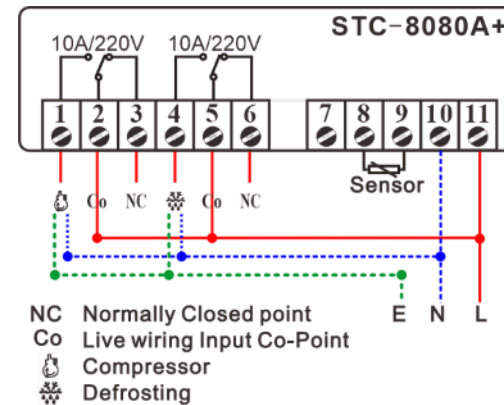 STC-8080A+
10A/220V 10A/220V
1 2 3 4 5 6 7 8 9 10 11
Sensor
Co NC Co NC
E N L
NC Normally Closed point
Co Live wiring Input Co-Point
Compressor
Defrosting